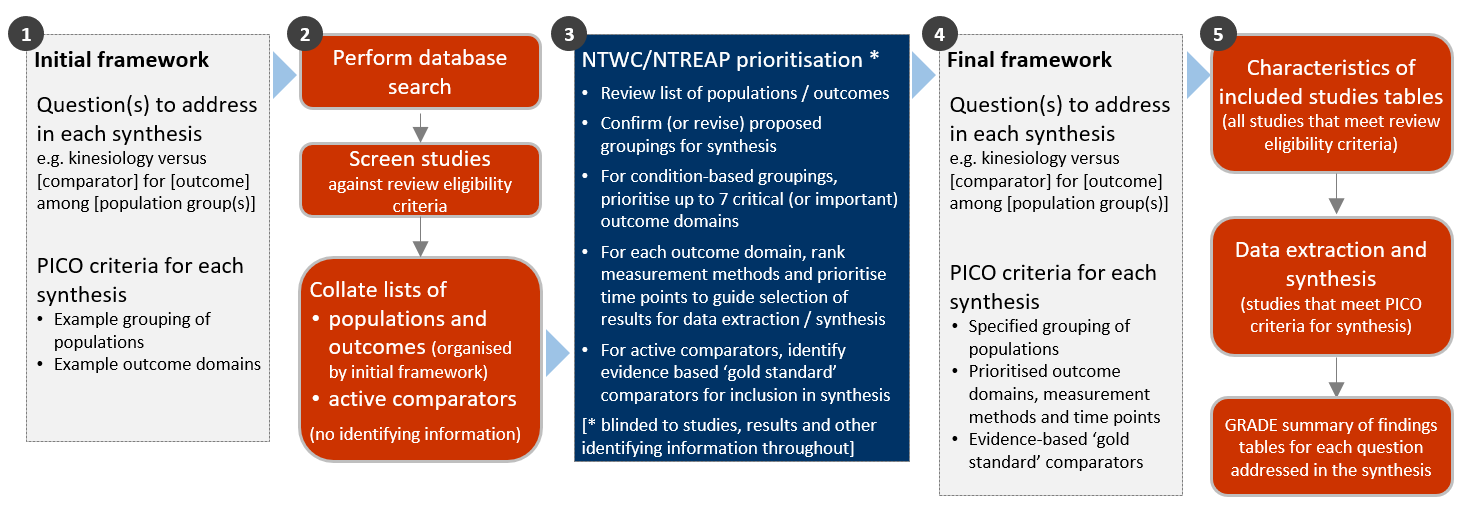 1
Initial framework
Question(s) to address
in each synthesis
e.g. kinesiology versus
[comparator] for [outcome]
among [population group(s)]
PICO criteria for each
synthesis
• Example grouping of
populations
• Example outcome domains
2
Perform database
search
Screen studies
against review eligibility
criteria
Collate lists of
• populations and
outcomes (organised
by initial framework)
• active comparators
(no identifying information)
3
NTWC/NTREAP prioritisation *
• Review list of populations / outcomes
• Confirm (or revise) proposed
groupings for synthesis
• For condition-based groupings,
prioritise up to 7 critical (or important)
outcome domains
• For each outcome domain, rank
measurement methods and prioritise
time points to guide selection of
results for data extraction / synthesis
• For active comparators, identify
evidence based ‘gold standard’
comparators for inclusion in synthesis
[* blinded to studies, results and other
identifying information throughout]
4
Final framework
Question(s) to address
in each synthesis
e.g. kinesiology versus
[comparator] for [outcome]
among [population group(s)]
PICO criteria for each
synthesis
• Specified grouping of
populations
• Prioritised outcome
domains, measurement
methods and time points
• Evidence-based ‘gold
standard’ comparators
5
Characteristics of
included studies tables
(all studies that meet review
eligibility criteria)
Data extraction and
synthesis
(studies that meet PICO
criteria for synthesis)
GRADE summary of findings
tables for each question
addressed in the synthesis